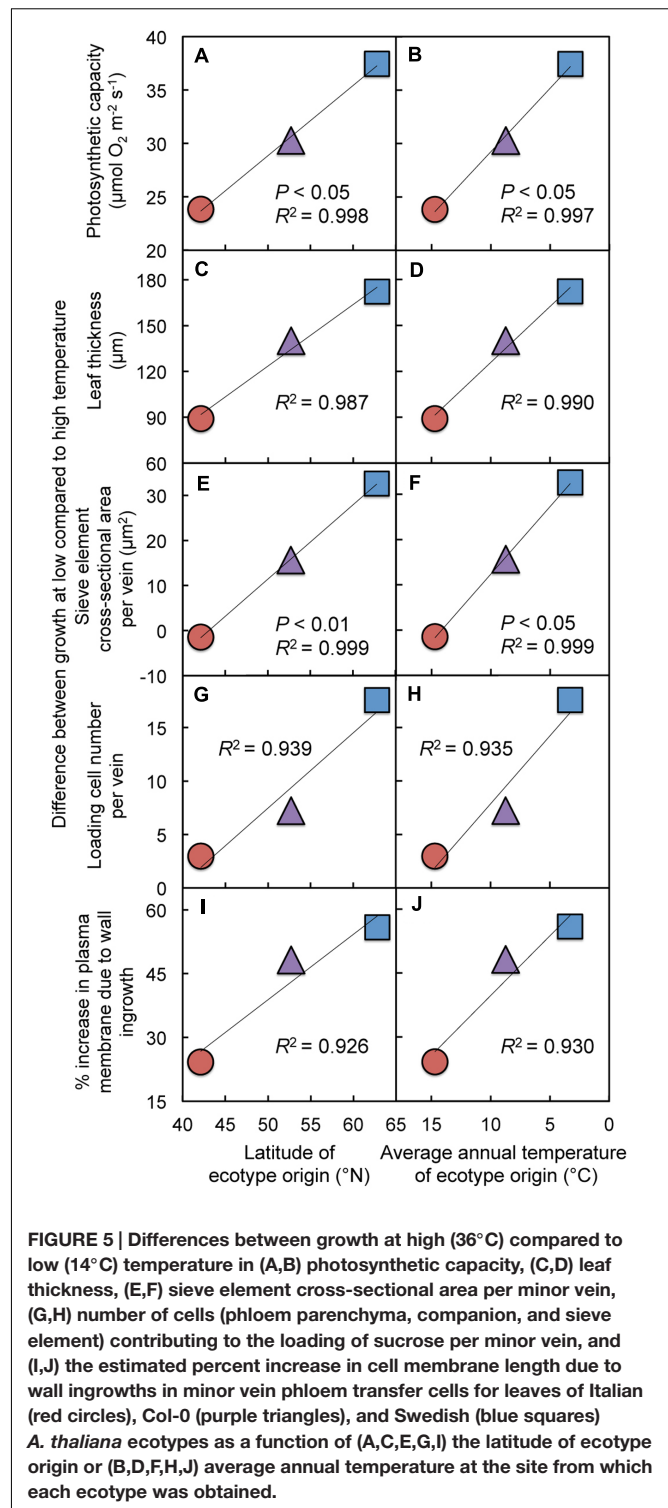 Difference between growth at low compared to high temperature
Photosynthetic capacity
(µmol O2 m-2 s-1)
40
35
30
25
20
A
P < 0.05
R2 = 0.998
B
P < 0.05
R2 = 0.997
Leaf thickness
(µm)
180
150
120
90
60
C
R2 = 0.987
D
R2 = 0.990
Sieve element
cross-sectional area
per vein (µm2)
30
20
10
0
-10
E
P < 0.01
R2 = 0.999
F
P < 0.05
R2 = 0.999
Loading cell number
per vein
15
10
5
0
G
R2 = 0.939
H
R2 = 0.935
% increase in plasma
membrane due to wall
ingrowth
60
45
30
15
I
R2 = 0.926
J
R2 = 0.930
40 45 50 55 60 65 15 10 5 0
Latitude of
ecotype origin (°N)
Average annual temperature
of ecotype origin (°C)
FIGURE 5 | Differences between growth at high (36°C) compared to
low (14°C) temperature in (A,B) photosynthetic capacity, (C,D) leaf
thickness, (E,F) sieve element cross-sectional area per minor vein,
(G,H) number of cells (phloem parenchyma, companion, and sieve
element) contributing to the loading of sucrose per minor vein, and
(I,J) the estimated percent increase in cell membrane length due to
wall ingrowths in minor vein phloem transfer cells for leaves of Italian
(red circles), Col-0 (purple triangles), and Swedish (blue squares)
A. thaliana ecotypes as a function of (A,C,E,G,I) the latitude of ecotype
origin or (B,D,F,H,J) average annual temperature at the site from which
each ecotype was obtained.